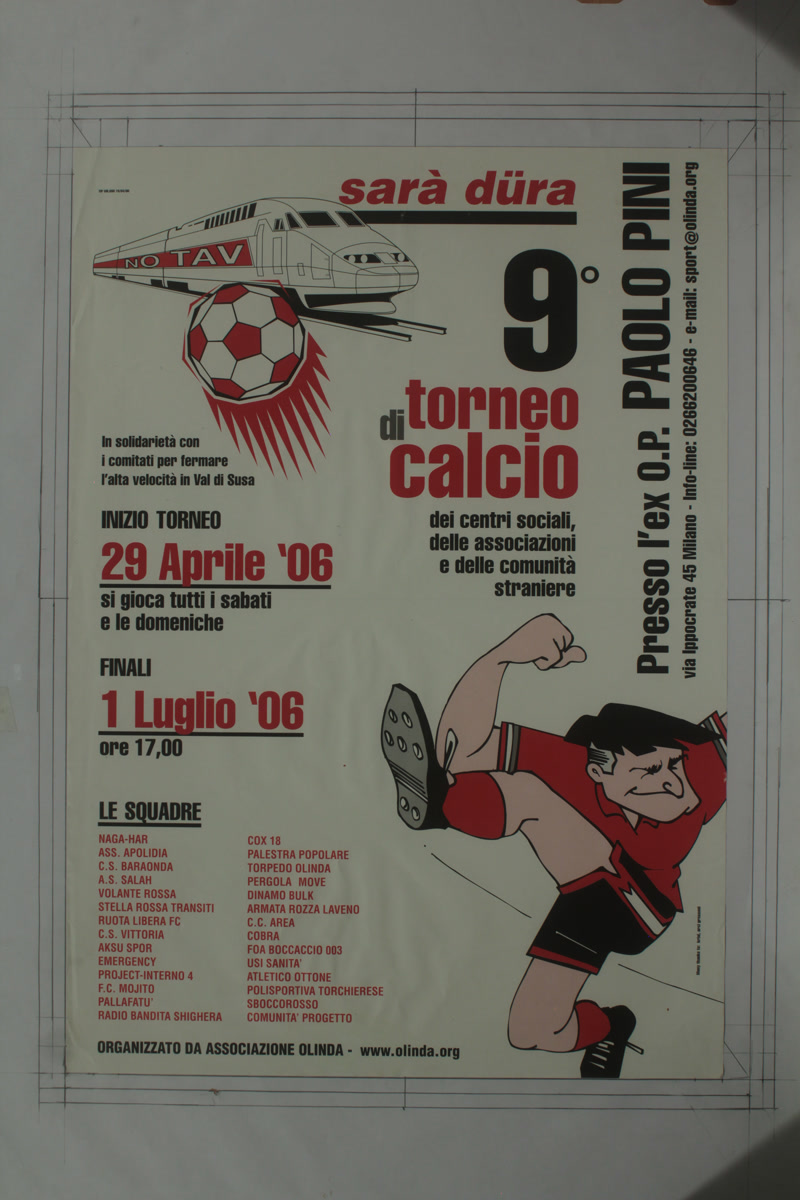 sarà düra
NO TAV
9°
torneo
di
calcio
dei centri sociali,
delle associazioni
e delle comunità
straniere
Presso l'ex O.P. PAOLO PINI
via Ippocrate 45 Milano - Info-line: 0266200646 - e-mail: sport@olinda.org
In solidarietà con
i comitati per fermare
l'alta velocità in Val di Susa
INIZIO TORNEO
29 Aprile '06
si gioca tutti i sabati
e le domeniche
FINALI
1 Luglio '06
ore 17,00
LE SQUADRE
NAGA-HAR
ASS. APOLIDIA
C.S. BARAONDA
A.S. SALAH
VOLANTE ROSSA
STELLA ROSSA TRANSITI
RUOTA LIBERA FC
C.S. VITTORIA
AKSU SPOR
EMERGENCY
PROJECT-INTERNO 4
F.C. MOJITO
PALLAFATU'
RADIO BANDITA SHIGHERA
COX 18
PALESTRA POPOLARE
TORPEDO OLINDA
PERGOLA MOVE
DINAMO BULK
ARMATA ROZZA LAVENO
C.C. AREA
COBRA
FOA BOCCACCIO 003
USI SANITA'
ATLETICO OTTONE
POLISPORTIVA TORCHIERESE
SBOCCOROSSO
COMUNITA' PROGETTO
ORGANIZZATO DA ASSOCIAZIONE OLINDA - www.olinda.org